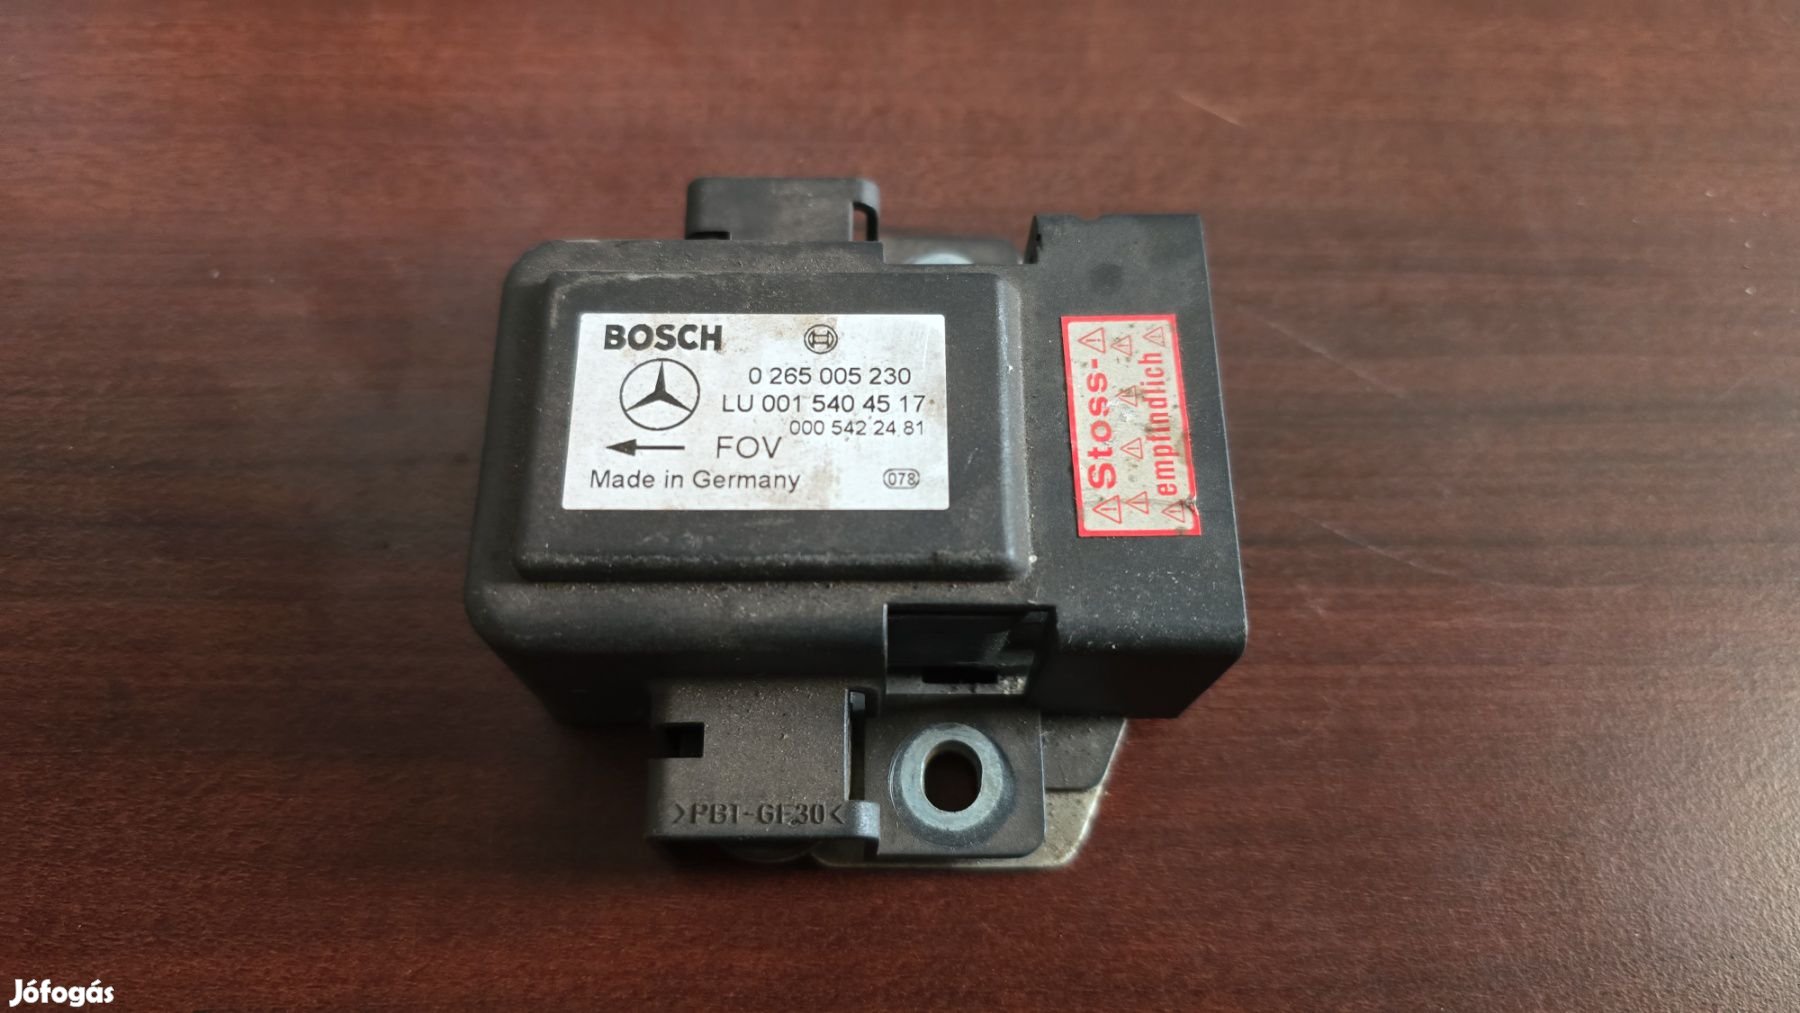 BOSCH
0 265 005 230
LU 001 540 45 17
000 542 24 81
FOV
Made in Germany
078
Stoss-
empfindlich
>PBT-GF30<
Jófogás